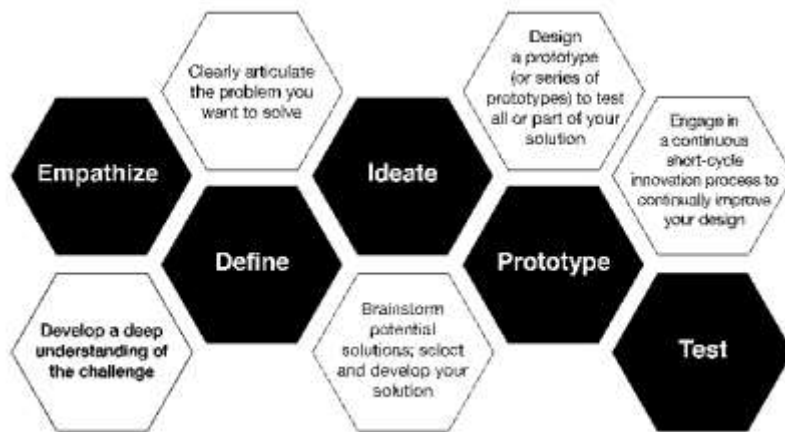 Empathize
Develop a deep
understanding of
the challenge
Clearly articulate
the problem you
want to solve
Define
Ideate
Brainstorm
potential
solutions; select
and develop your
solution
Design
a prototype
(or series of
prototypes) to test
all or part of your
solution
Prototype
Engage in
a continuous
short-cycle
innovation process to
continually improve
your design
Test